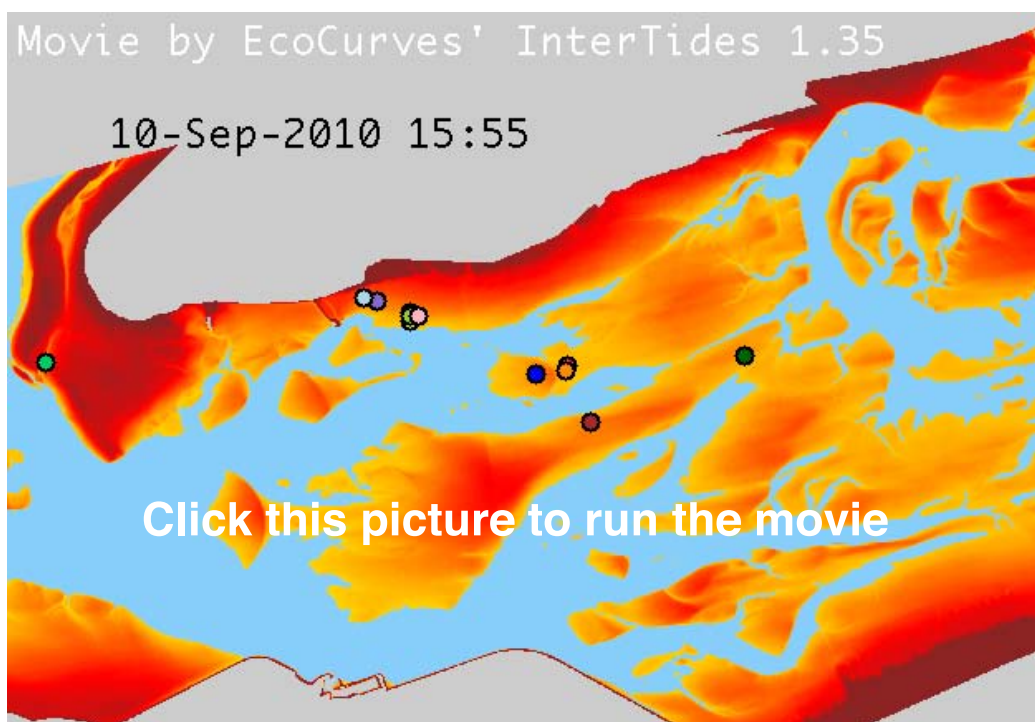 Movie by EcoCurves' InterTides 1.35
10-Sep-2010 15:55
Click this picture to run the movie